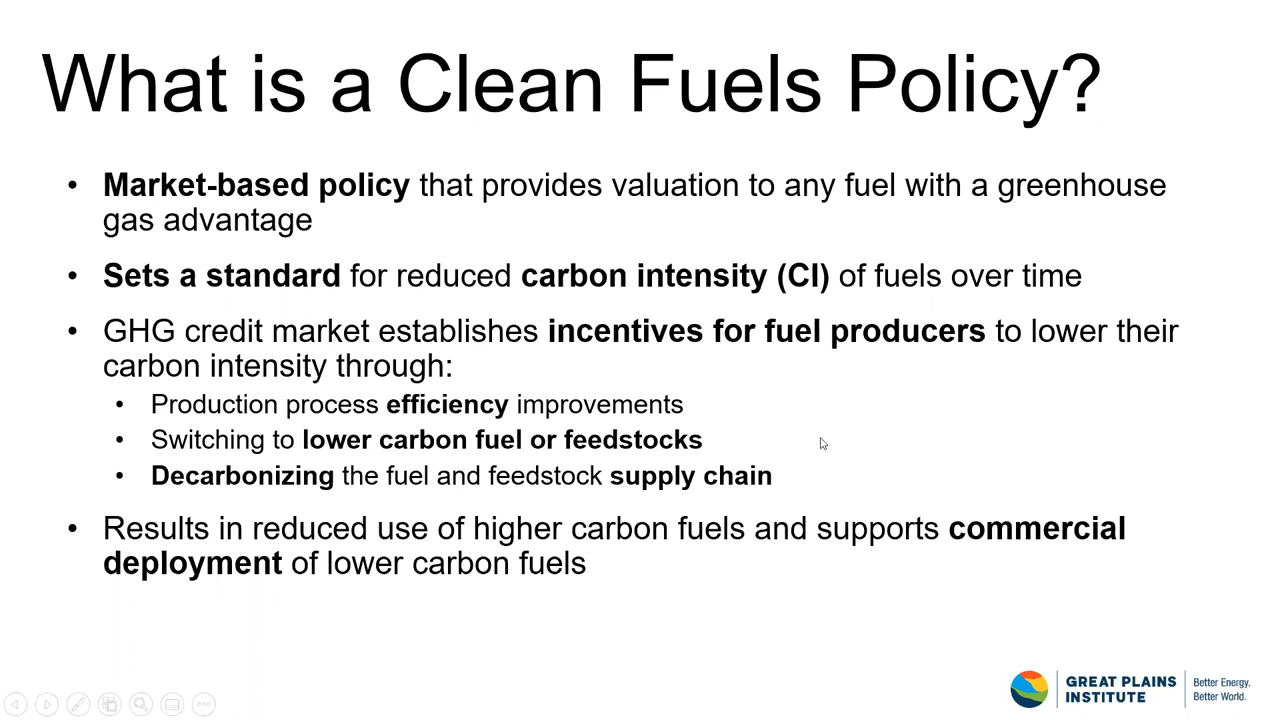 What is a Clean Fuels Policy?
• Market-based policy that provides valuation to any fuel with a greenhouse
gas advantage
• Sets a standard for reduced carbon intensity (CI) of fuels over time
• GHG credit market establishes incentives for fuel producers to lower their
carbon intensity through:
• Production process efficiency improvements
• Switching to lower carbon fuel or feedstocks
• Decarbonizing the fuel and feedstock supply chain
• Results in reduced use of higher carbon fuels and supports commercial
deployment of lower carbon fuels
GREAT PLAINS
INSTITUTE
Better Energy.
Better World.